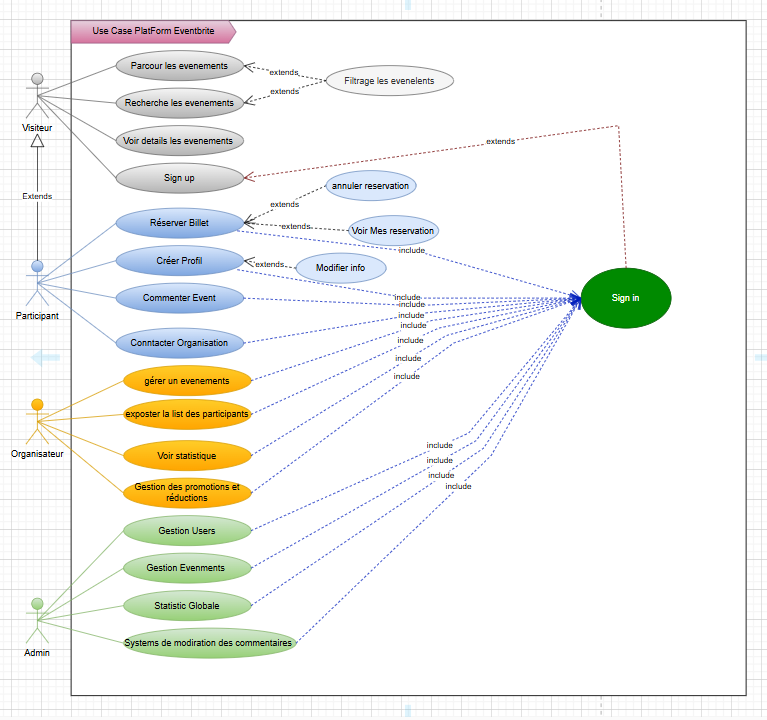 Use Case PlatForm Eventbrite
Parcour les evenements
extends
Filtrage les evenelents
extends
Recherche les evenements
Visiteur
Voir details les evenements
extends
Sign up
annuler reservation
Extends
extends
Réserver Billet
extends
Voir Mes reservation
include
Créer Profil
extends
Modifier info
Participant
Commenter Event
include
include
Sign in
include
include
Conntacter Organisation
include
include
gérer un evenements
include
exposter la list des participants
Organisateur
include
Voir statistique
include
include
Gestion des promotions et
réductions
include
Gestion Users
Gestion Evenments
Statistic Globale
Admin
Systems de modiration des commentaires